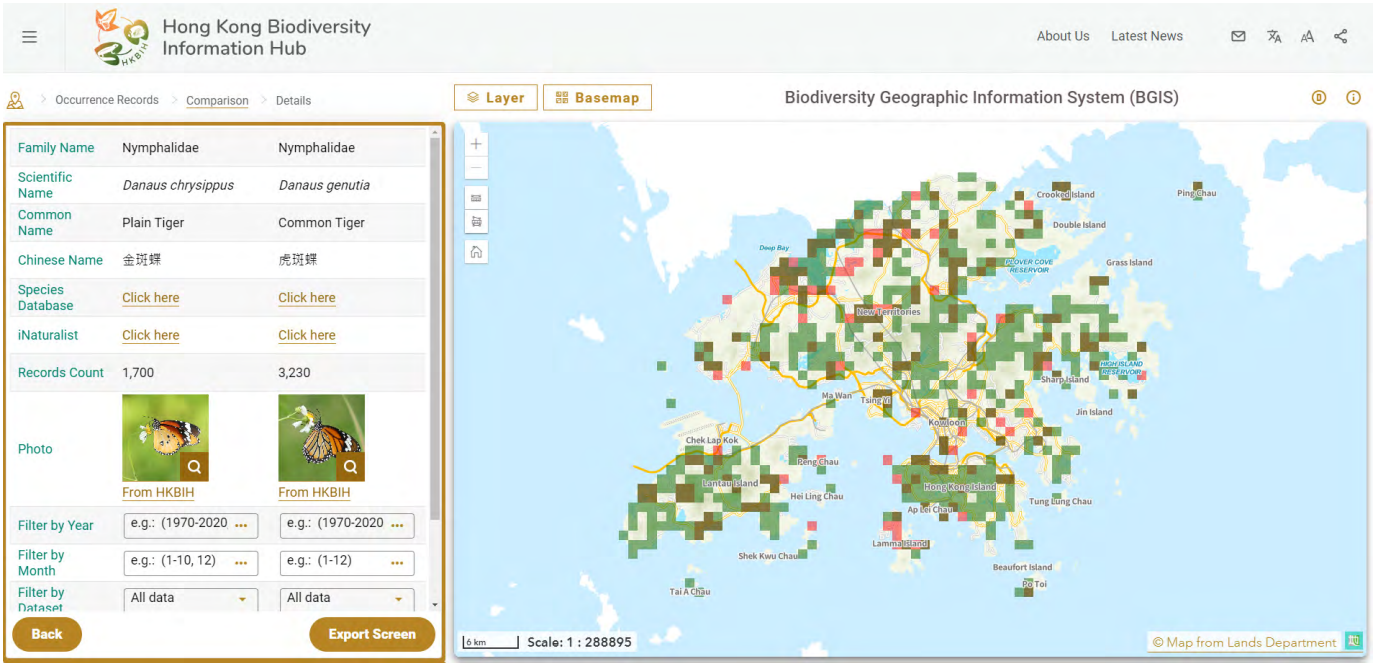 Hong Kong Biodiversity
Information Hub
HKBIH
About Us Latest News
Occurrence Records > Comparison > Details
Layer Basemap Biodiversity Geographic Information System (BGIS)
Family Name Nymphalidae Nymphalidae
Scientific Name Danaus chrysippus Danaus genutia
Common Name Plain Tiger Common Tiger
Chinese Name 金斑蝶 虎斑蝶
Species Database Click here Click here
iNaturalist Click here Click here
Records Count 1,700 3,230
Photo
From HKBIH From HKBIH
Filter by Year e.g.: (1970-2020 ... e.g.: (1970-2020 ...
Filter by Month e.g.: (1-10, 12) ... e.g.: (1-12) ...
Filter by Dataset All data All data
Back Export Screen
Crooked Island
Ping Chau
Double Island
Deep Bay
PLOVER COVE
RESERVOIR
Grass Island
New Territories
HIGH ISLAND
RESERVOIR
Sharp Island
Ma Wan
Tsing Yi
Jin Island
Kowloon
Chek Lap Kok
Peng Chau
Lantau Island
Hong Kong Island
Hei Ling Chau
Tung Lung Chau
Ap Lei Chau
Lamma Island
Shek Kwu Chau
Beaufort Island
Po Toi
Tai A Chau
6 km Scale: 1 : 288895
© Map from Lands Department